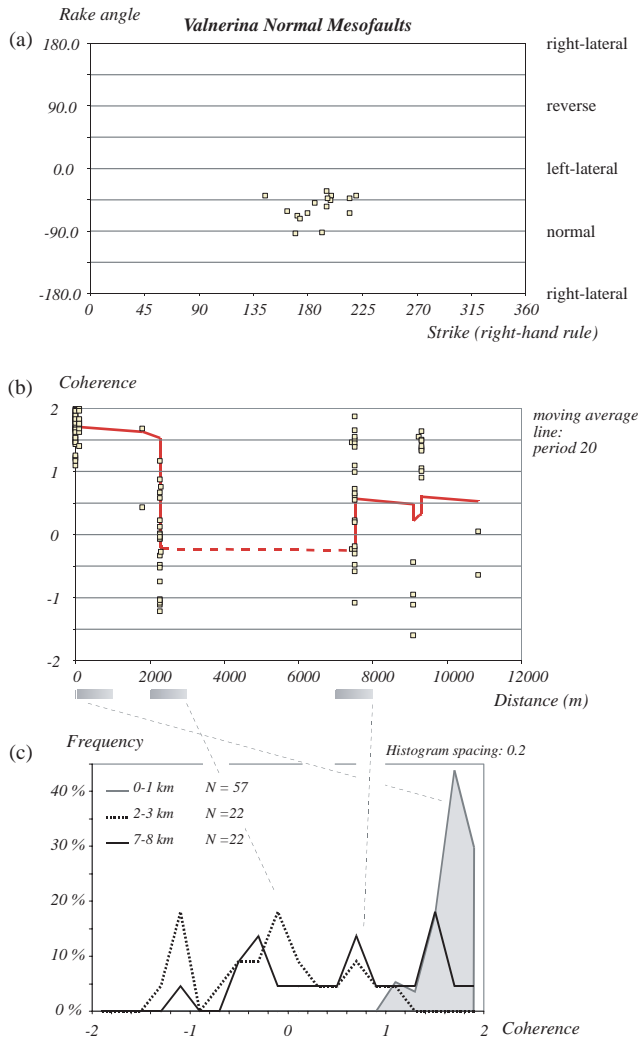 Rake angle
Valnerina Normal Mesofaults
(a)
180.0
right-lateral
90.0
reverse
0.0
left-lateral
-90.0
normal
-180.0
right-lateral
0 45 90 135 180 225 270 315 360
Strike (right-hand rule)
(b)
Coherence
2
moving average
line:
period 20
1
0
-1
-2
0 2000 4000 6000 8000 10000 12000
Distance (m)
(c)
Frequency
Histogram spacing: 0.2
40 %
0-1 km N = 57
2-3 km N =22
30 %
7-8 km N =22
20 %
10 %
0 %
-2 -1 0 1 2
Coherence